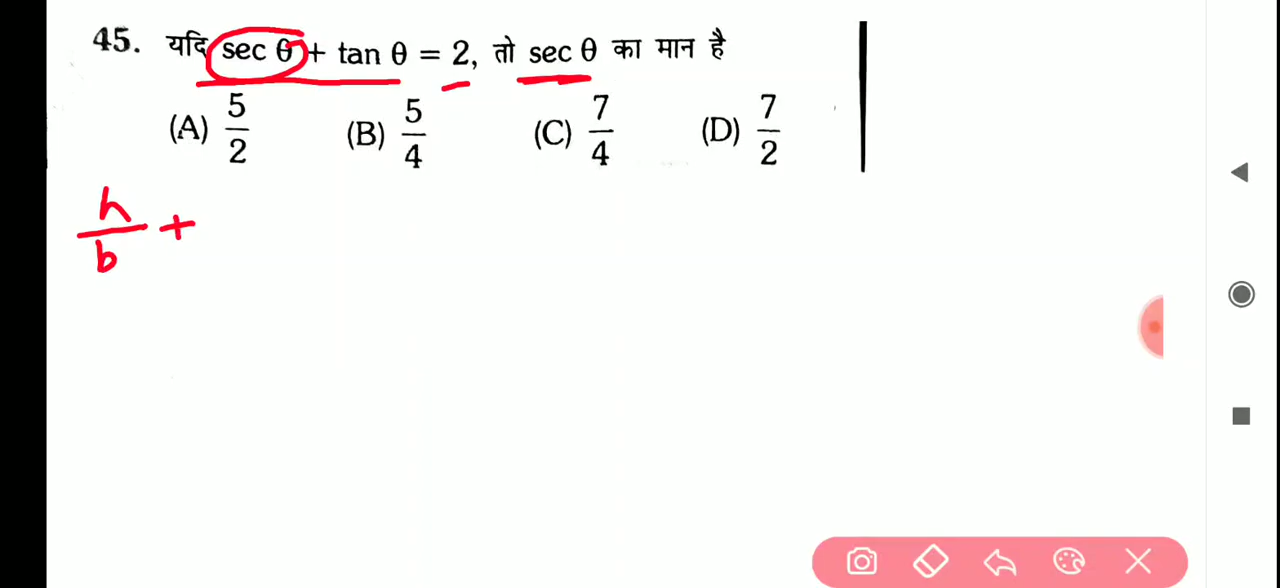 45. यदि sec θ + tan θ = 2, तो sec θ का मान है
(A) 5/2 (B) 5/4 (C) 7/4 (D) 7/2
h/b +